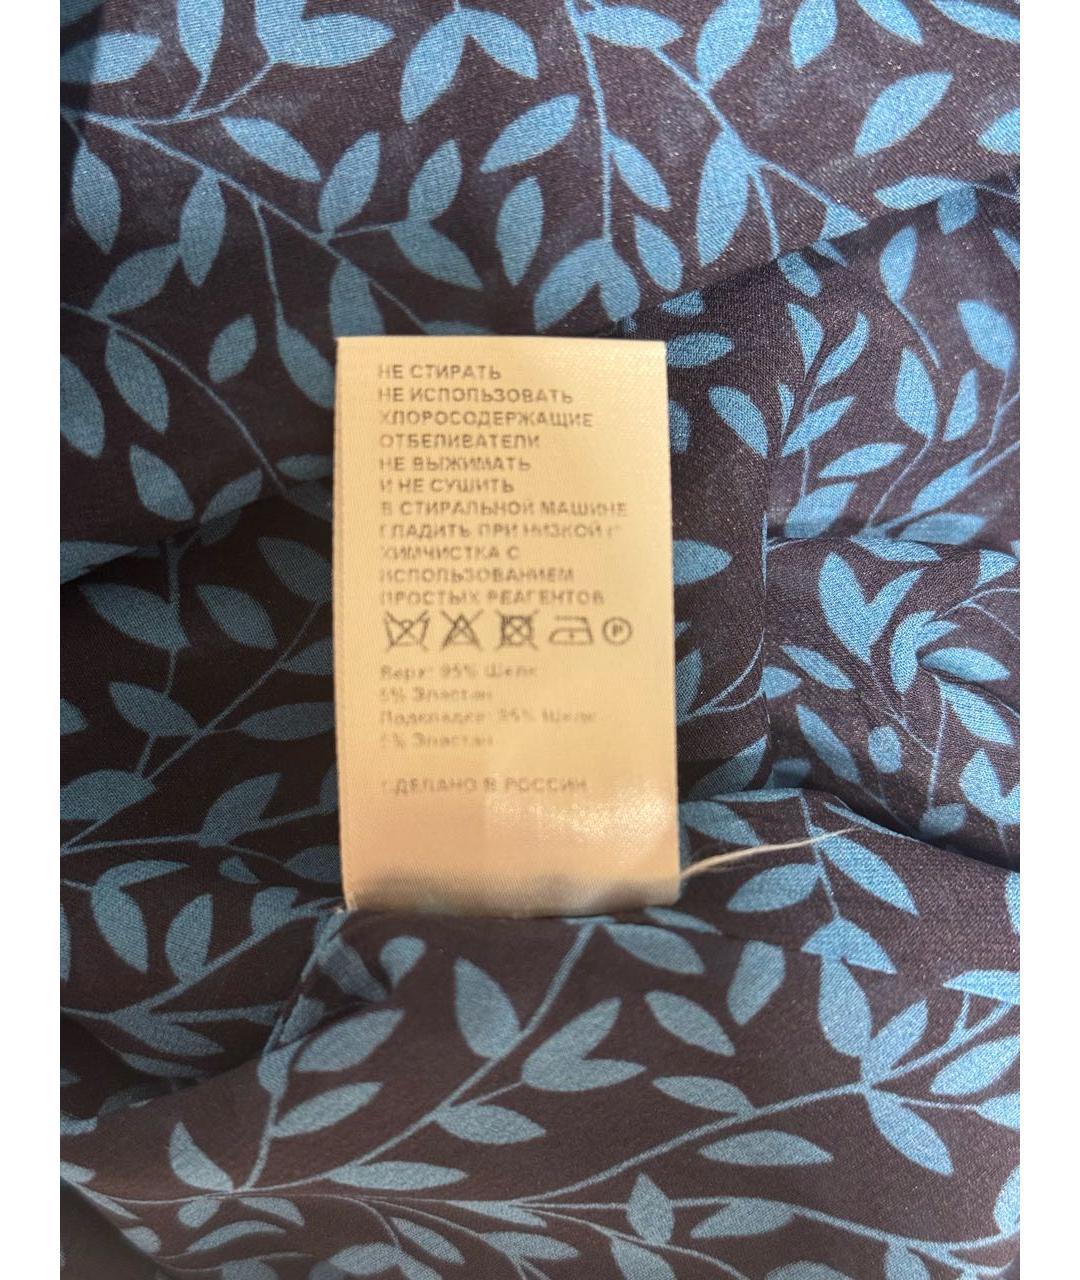 НЕ СТИРАТЬ
НЕ ИСПОЛЬЗОВАТЬ
ХЛОРОСОДЕРЖАЩИЕ
ОТБЕЛИВАТЕЛИ
НЕ ВЫЖИМАТЬ
И НЕ СУШИТЬ
В СТИРАЛЬНОЙ МАШИНЕ
ГЛАДИТЬ ПРИ НИЗКОЙ t°
ХИМЧИСТКА С
ИСПОЛЬЗОВАНИЕМ
ПРОСТЫХ РЕАГЕНТОВ
P
Верх: 95% Шелк
5% Эластан
Подкладка: 95% Шелк
5% Эластан
СДЕЛАНО В РОССИИ